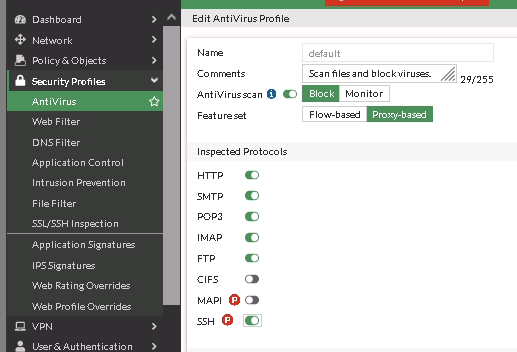 Dashboard
Network
Policy & Objects
Security Profiles
AntiVirus
Web Filter
DNS Filter
Application Control
Intrusion Prevention
File Filter
SSL/SSH Inspection
Application Signatures
IPS Signatures
Web Rating Overrides
Web Profile Overrides
VPN
User & Authentication
Edit AntiVirus Profile
Name default
Comments Scan files and block viruses. 29/255
AntiVirus scan Block Monitor
Feature set Flow-based Proxy-based
Inspected Protocols
HTTP
SMTP
POP3
IMAP
FTP
CIFS
MAPI P
SSH P